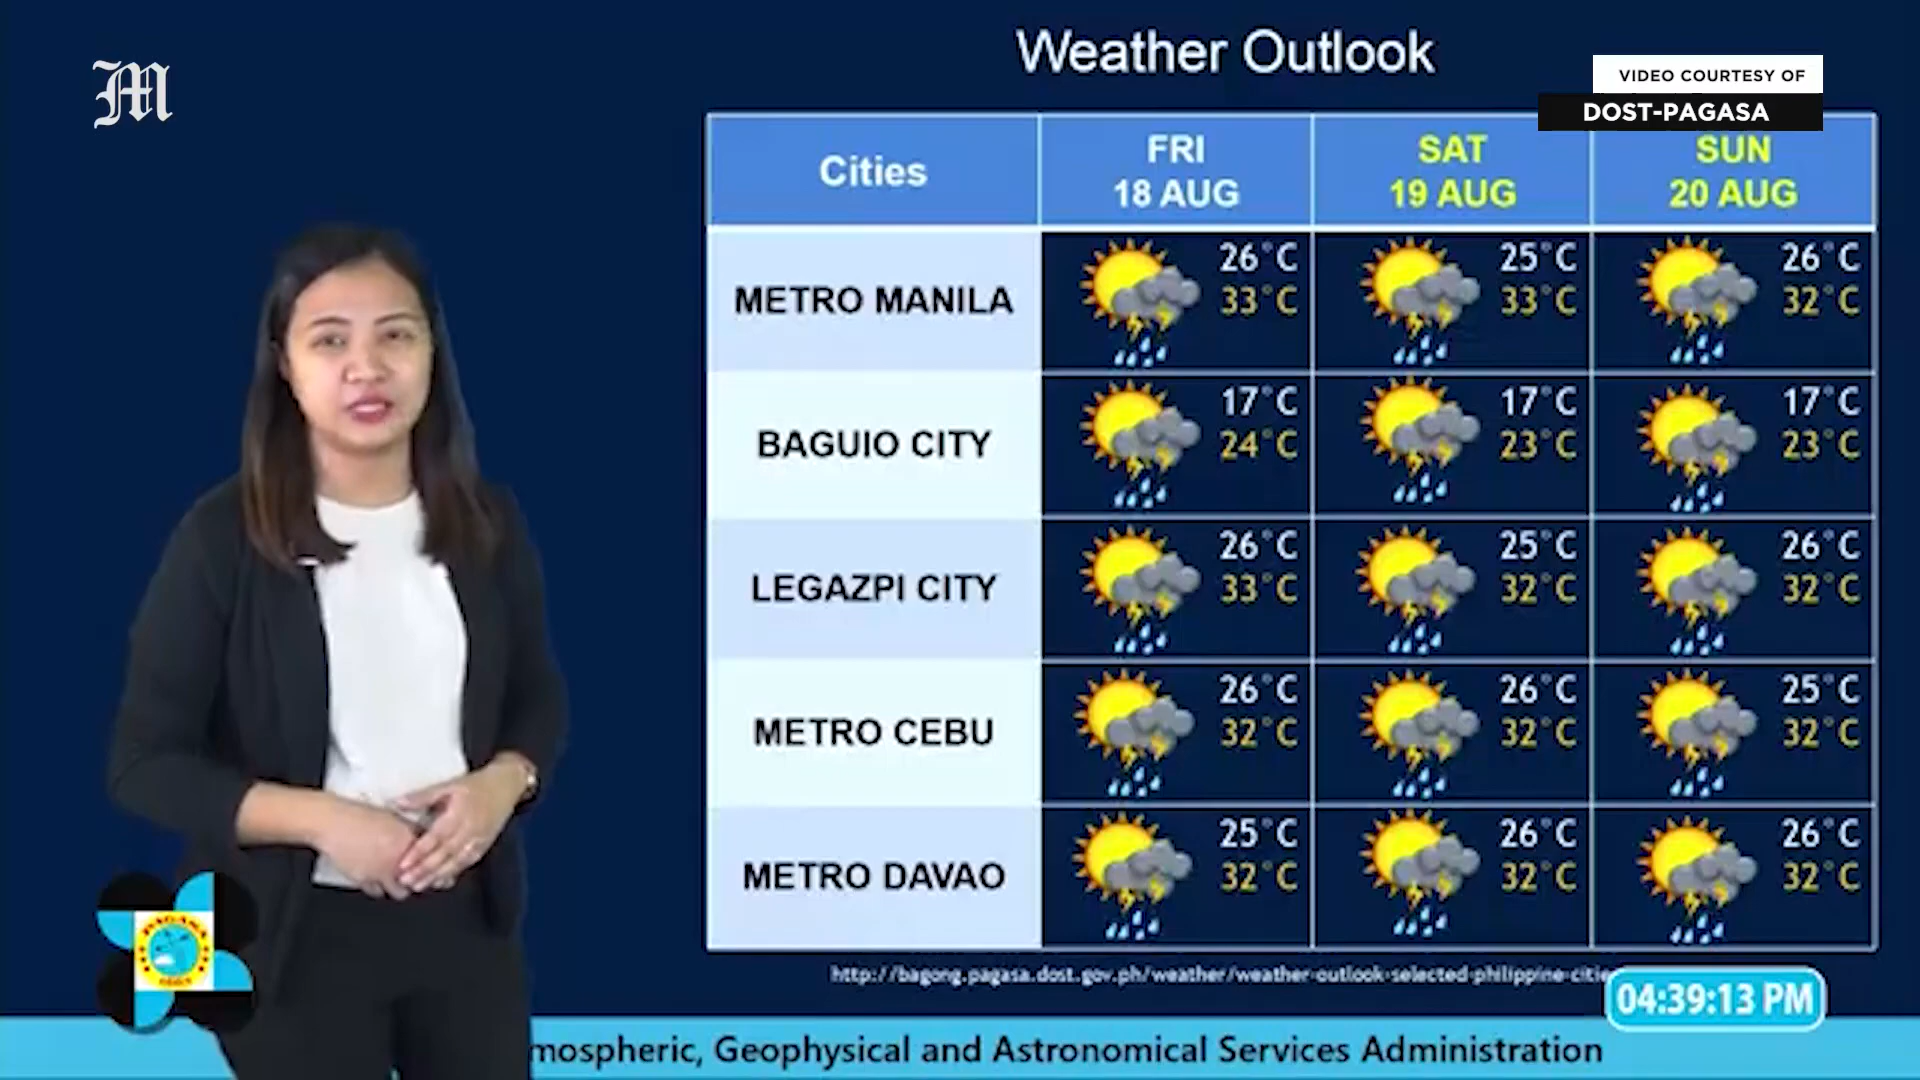 Weather Outlook
VIDEO COURTESY OF
DOST-PAGASA
M
Cities
FRI
18 AUG
SAT
19 AUG
SUN
20 AUG
METRO MANILA
26°C
33°C
25°C
33°C
26°C
32°C
BAGUIO CITY
17°C
24°C
17°C
23°C
17°C
23°C
LEGAZPI CITY
26°C
33°C
25°C
32°C
26°C
32°C
METRO CEBU
26°C
32°C
26°C
32°C
25°C
32°C
METRO DAVAO
25°C
32°C
26°C
32°C
26°C
32°C
PAGASA
http://bagong.pagasa.dost.gov.ph/weather/weather-outlook-selected-philippine-citie
04:39:13 PM
mospheric, Geophysical and Astronomical Services Administration